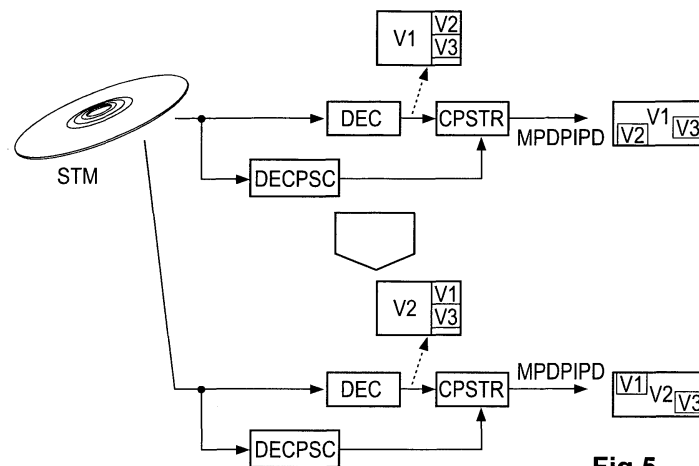 V1 V2
V3
DEC
CPSTR
MPDPIPD
V1
V2
V3
STM
DECPSC
V2 V1
V3
DEC
CPSTR
MPDPIPD
V1
V2
V3
DECPSC
Fig 5